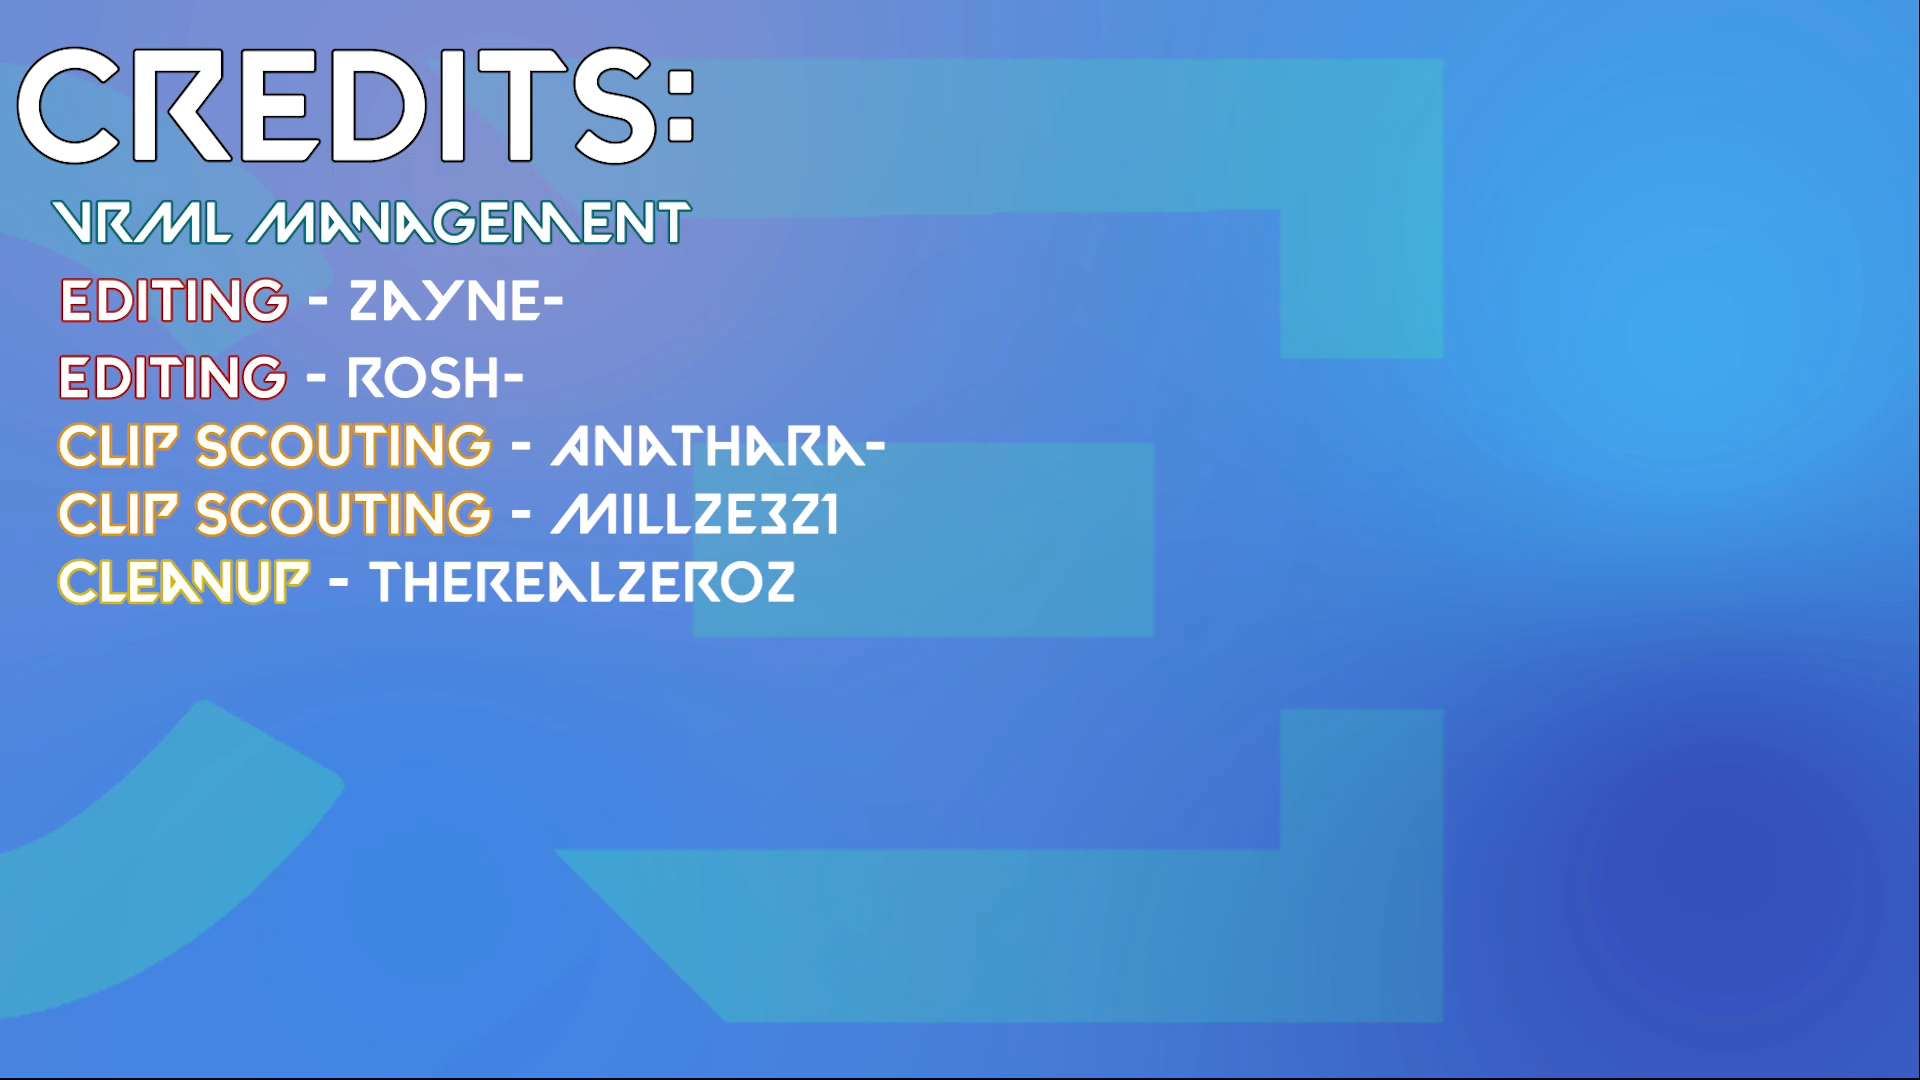 CREDITS:
VRML MANAGEMENT
EDITING - ZAYNE-
EDITING - ROSH-
CLIP SCOUTING - ANATHARA-
CLIP SCOUTING - MILLZE321
CLEANUP - THEREALZEROZ